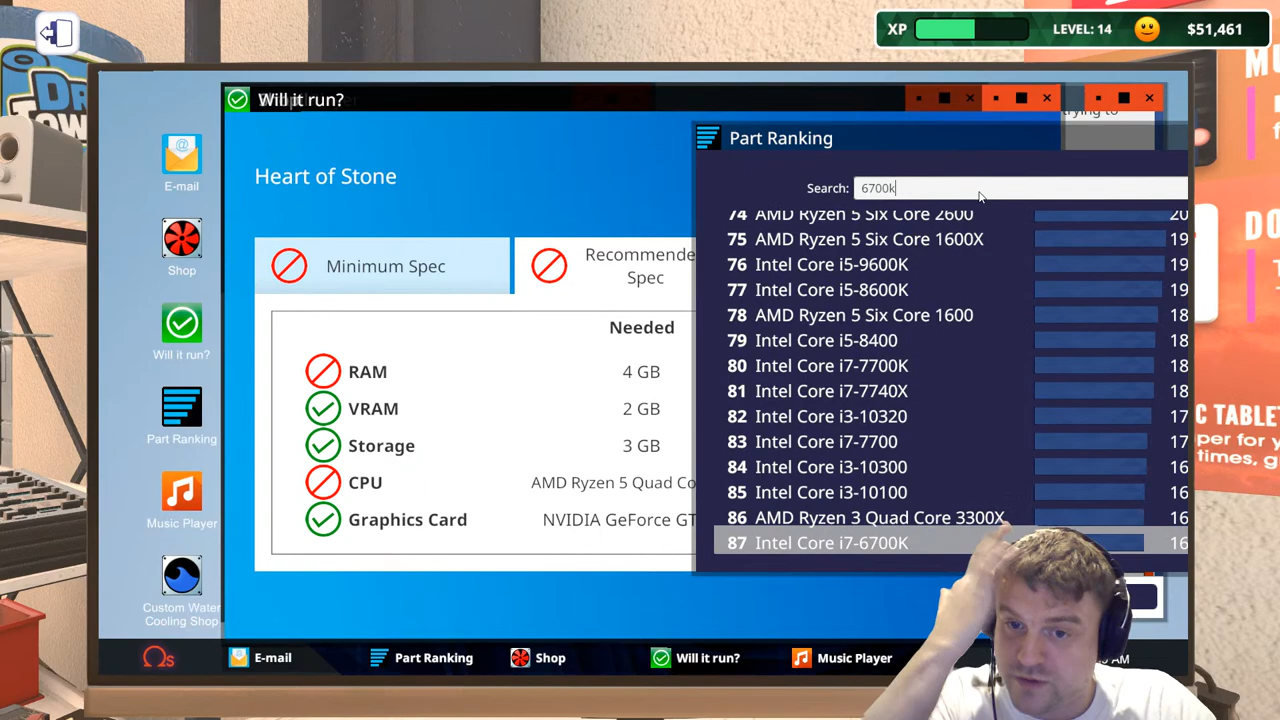 XP
LEVEL: 14
$51,461
Will it run?
trying to
Part Ranking
Heart of Stone
Search:
6700k
E-mail
Shop
Will it run?
Part Ranking
Music Player
Custom Water
Cooling Shop
Minimum Spec
Recommende
Spec
Needed
RAM
4 GB
VRAM
2 GB
Storage
3 GB
CPU
AMD Ryzen 5 Quad Co
Graphics Card
NVIDIA GeForce GT
74 AMD Ryzen 5 Six Core 2600 20
75 AMD Ryzen 5 Six Core 1600X 19
76 Intel Core i5-9600K 19
77 Intel Core i5-8600K 19
78 AMD Ryzen 5 Six Core 1600 18
79 Intel Core i5-8400 18
80 Intel Core i7-7700K 18
81 Intel Core i7-7740X 18
82 Intel Core i3-10320 17
83 Intel Core i7-7700 17
84 Intel Core i3-10300 16
85 Intel Core i3-10100 16
86 AMD Ryzen 3 Quad Core 3300X 16
87 Intel Core i7-6700K 16
E-mail
Part Ranking
Shop
Will it run?
Music Player
AM
C TABLET
per for y
times, g